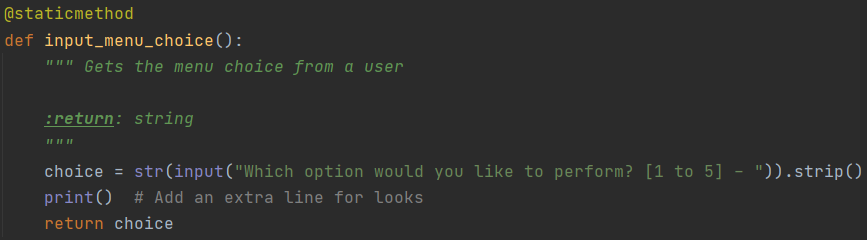 @staticmethod
def input_menu_choice():
    """ Gets the menu choice from a user

    :return: string
    """
    choice = str(input("Which option would you like to perform? [1 to 5] - ")).strip()
    print()  # Add an extra line for looks
    return choice